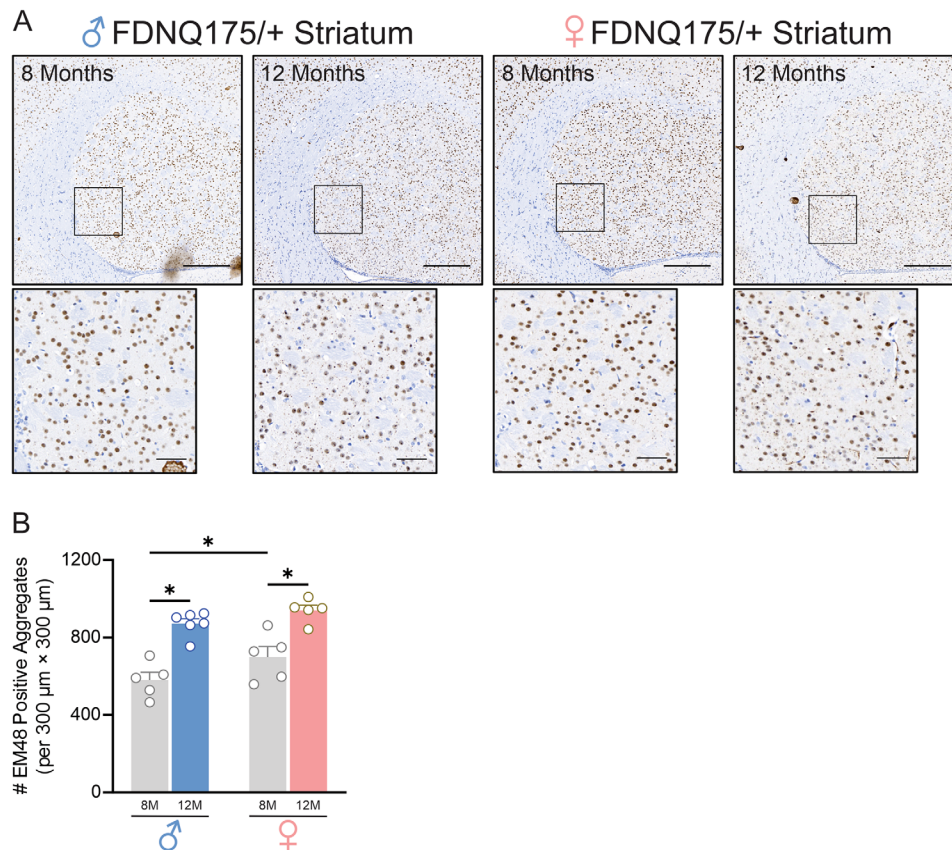 A
♂ FDNQ175/+ Striatum
♀ FDNQ175/+ Striatum
8 Months
12 Months
8 Months
12 Months
B
# EM48 Positive Aggregates
(per 300 µm × 300 µm)
1200
800
400
0
*
*
*
8M
12M
8M
12M
♂
♀